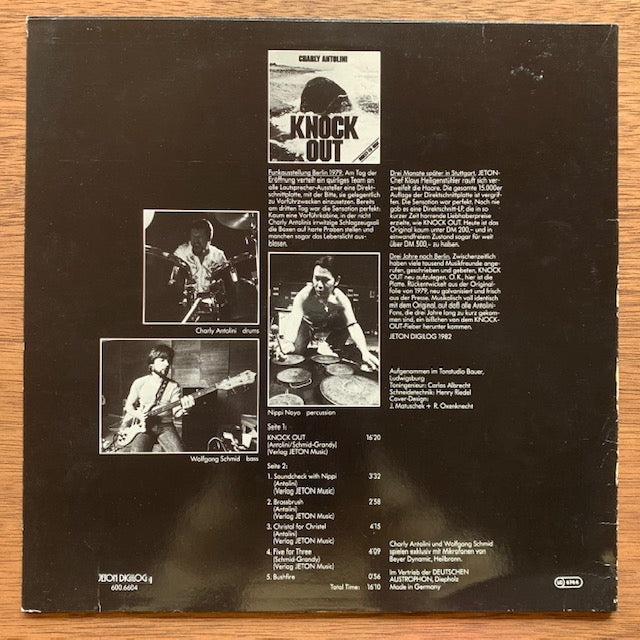 CHARLY ANTOLINI
KNOCK
OUT
Funkausstellung Berlin 1979. Am Tag der
Eröffnung verteilt ein quirliges Team an
alle Lautsprecher-Aussteller eine Direkt-
schnittplatte, mit der Bitte, sie gelegentlich
zu Vorführzwecken einzusetzen. Bereits
am dritten Tag war die Sensation perfekt:
Kaum eine Vorführkabine, in der nicht
Charly Antolinis irrwitzige Schlagzeugsoli
die Boxen auf harte Proben stellen und
manchen sogar das Lebenslicht aus-
blasen.
Drei Monate später in Stuttgart. JETON-
Chef Klaus Heiligenstühler rauft sich ver-
zweifelt die Haare. Die gesamte 15.000er
Auflage der Direktschnittplatte ist vergrif-
fen. Die Sensation war perfekt. Noch nie
gab es eine Direktschnitt-LP, die in so
kurzer Zeit horrende Liebhaberpreise
erzielte, wie KNOCK OUT. Heute ist das
Original kaum unter DM 200,- und in
einwandfreiem Zustand sogar für weit
über DM 500,- zu haben.
Drei Jahre nach Berlin. Zwischenzeitlich
haben viele tausend Musikfreunde ange-
rufen, geschrieben und gebeten, KNOCK
OUT neu aufzulegen. O.K., hier ist die
Platte. Rückentwickelt aus der Original-
folie von 1979, neu galvanisiert und frisch
aus der Presse. Musikalisch voll identisch
mit dem Original, auf daß alle Antolini-
Fans, die drei Jahre lang zu kurz gekom-
men sind, ein bißchen von dem KNOCK-
OUT-Fieber herunter kommen.
JETON DIGILOG 1982
Charly Antolini drums
Nippi Noya percussion
Wolfgang Schmid bass
Aufgenommen im Tonstudio Bauer,
Ludwigsburg
Toningenieur: Carlos Albrecht
Schneidetechnik: Henry Riedel
Cover-Design:
J. Matuschek + R. Oxenknecht
Seite 1:
KNOCK OUT 16'20
(Antolini/Schmid-Grandy)
(Verlag JETON Music)
Seite 2:
1. Soundcheck with Nippi 3'32
(Antolini)
(Verlag JETON Music)
2. Brassbrush 2'58
(Antolini)
(Verlag JETON Music)
3. Christal for Christel 4'15
(Antolini)
(Verlag JETON Music)
4. Five for Three 4'09
(Schmid-Grandy)
(Verlag JETON Music)
5. Bushfire 0'56
Total Time: 16'10
Charly Antolini und Wolfgang Schmid
spielen exklusiv mit Mikrofonen von
Beyer Dynamic, Heilbronn.
Im Vertrieb der DEUTSCHEN
AUSTROPHON, Diepholz
Made in Germany
JETON DIGILOG
600.6604